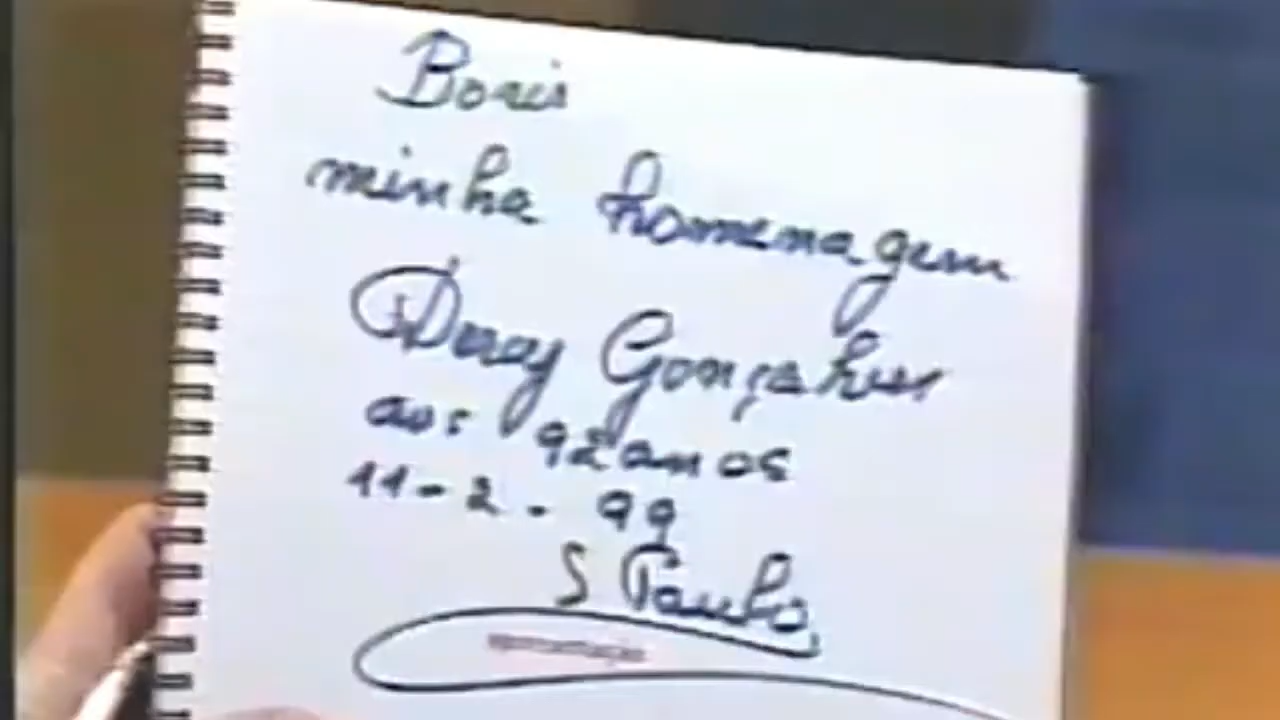 Boris
minha homenagem
Dercy Gonçalves
aos 92 anos
11-2-99
S Paulo,